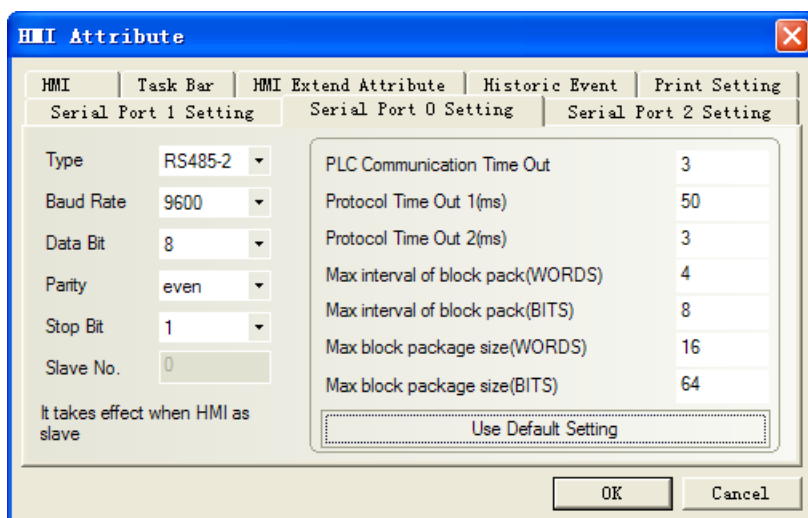 HMI Attribute
HMI Task Bar HMI Extend Attribute Historic Event Print Setting
Serial Port 1 Setting Serial Port 0 Setting Serial Port 2 Setting
Type RS485-2
Baud Rate 9600
Data Bit 8
Parity even
Stop Bit 1
Slave No. 0
It takes effect when HMI as
slave
PLC Communication Time Out 3
Protocol Time Out 1(ms) 50
Protocol Time Out 2(ms) 3
Max interval of block pack(WORDS) 4
Max interval of block pack(BITS) 8
Max block package size(WORDS) 16
Max block package size(BITS) 64
Use Default Setting
OK Cancel